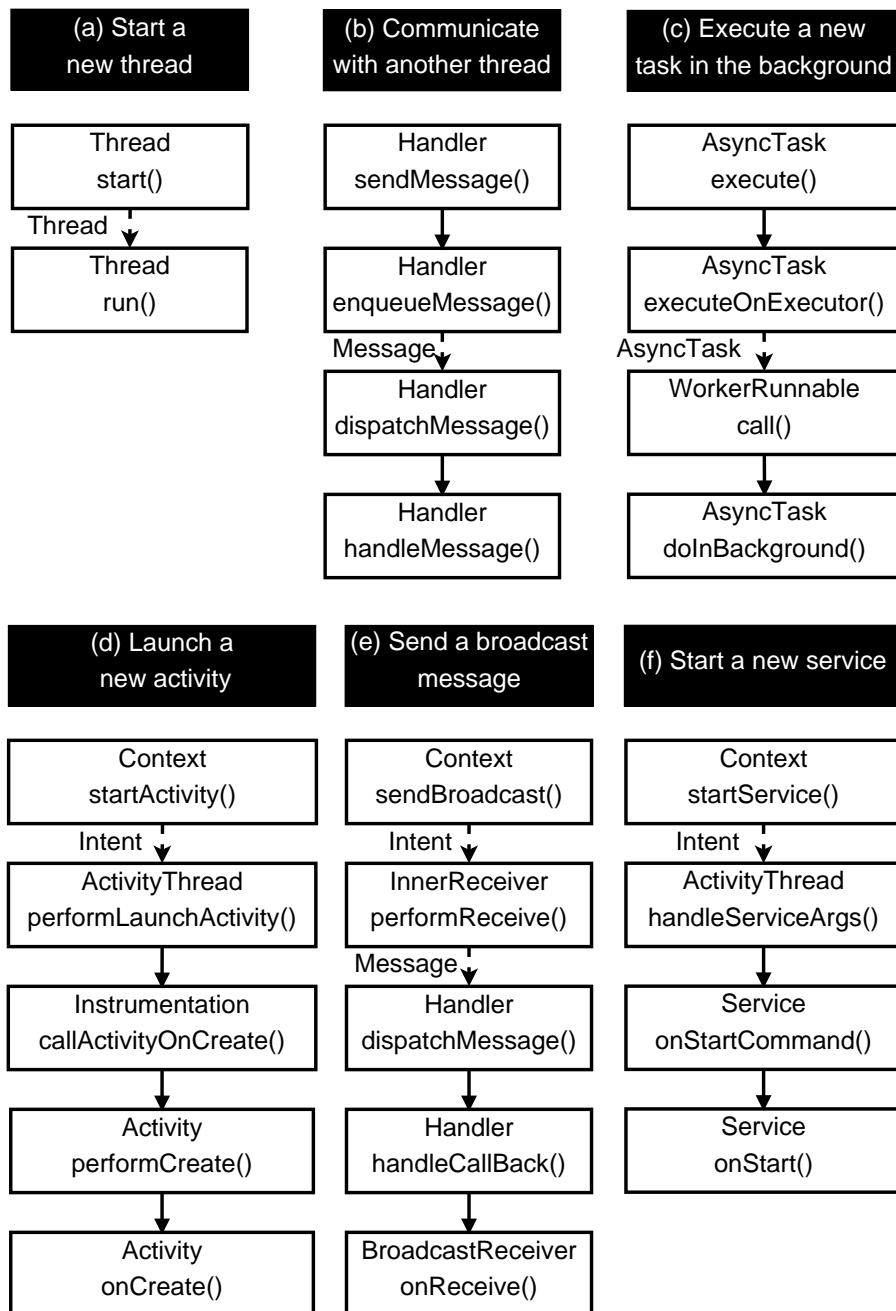 (a) Start a
new thread
Thread
start()
Thread
Thread
run()
(b) Communicate
with another thread
Handler
sendMessage()
Handler
enqueueMessage()
Message
Handler
dispatchMessage()
Handler
handleMessage()
(c) Execute a new
task in the background
AsyncTask
execute()
AsyncTask
executeOnExecutor()
AsyncTask
WorkerRunnable
call()
AsyncTask
doInBackground()
(d) Launch a
new activity
Context
startActivity()
Intent
ActivityThread
performLaunchActivity()
Instrumentation
callActivityOnCreate()
Activity
performCreate()
Activity
onCreate()
(e) Send a broadcast
message
Context
sendBroadcast()
Intent
InnerReceiver
performReceive()
Message
Handler
dispatchMessage()
Handler
handleCallBack()
BroadcastReceiver
onReceive()
(f) Start a new service
Context
startService()
Intent
ActivityThread
handleServiceArgs()
Service
onStartCommand()
Service
onStart()